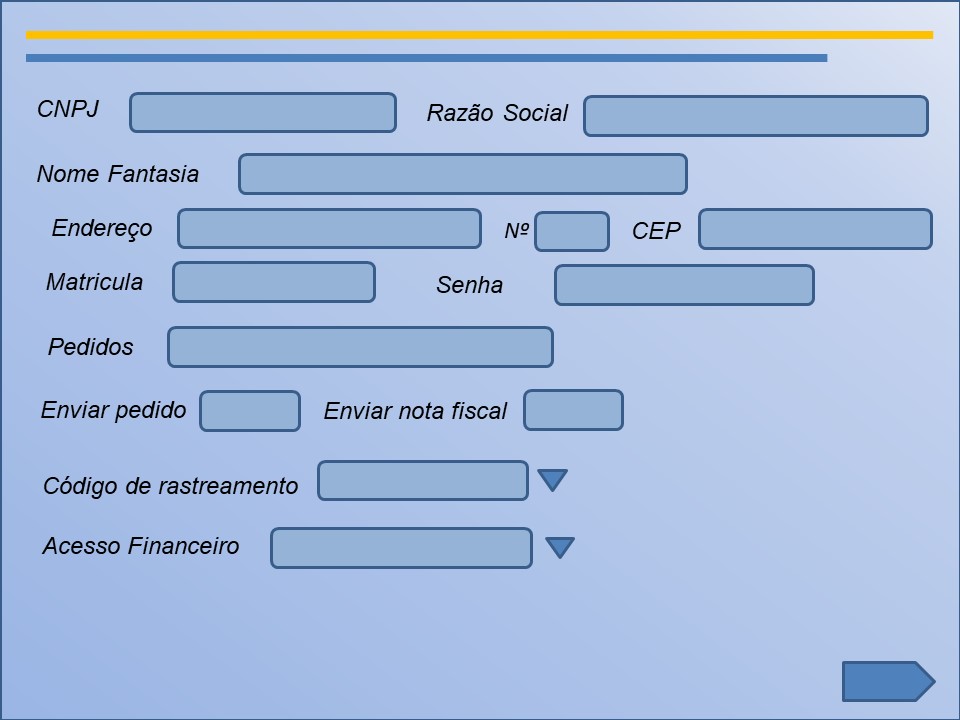 CNPJ Razão Social
Nome Fantasia
Endereço Nº CEP
Matricula Senha
Pedidos
Enviar pedido Enviar nota fiscal
Código de rastreamento
Acesso Financeiro